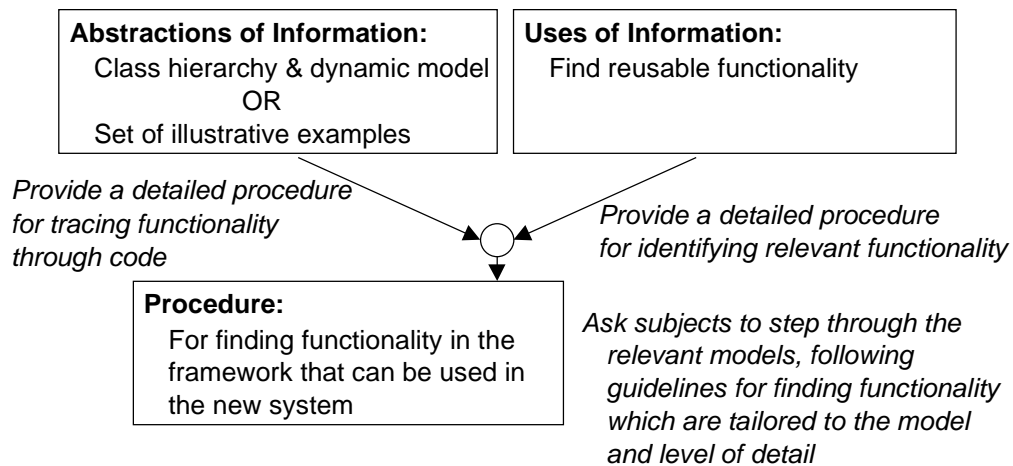 Abstractions of Information:
Class hierarchy & dynamic model
OR
Set of illustrative examples
Uses of Information:
Find reusable functionality
Provide a detailed procedure
for tracing functionality
through code
Provide a detailed procedure
for identifying relevant functionality
Procedure:
For finding functionality in the
framework that can be used in
the new system
Ask subjects to step through the
relevant models, following
guidelines for finding functionality
which are tailored to the model
and level of detail